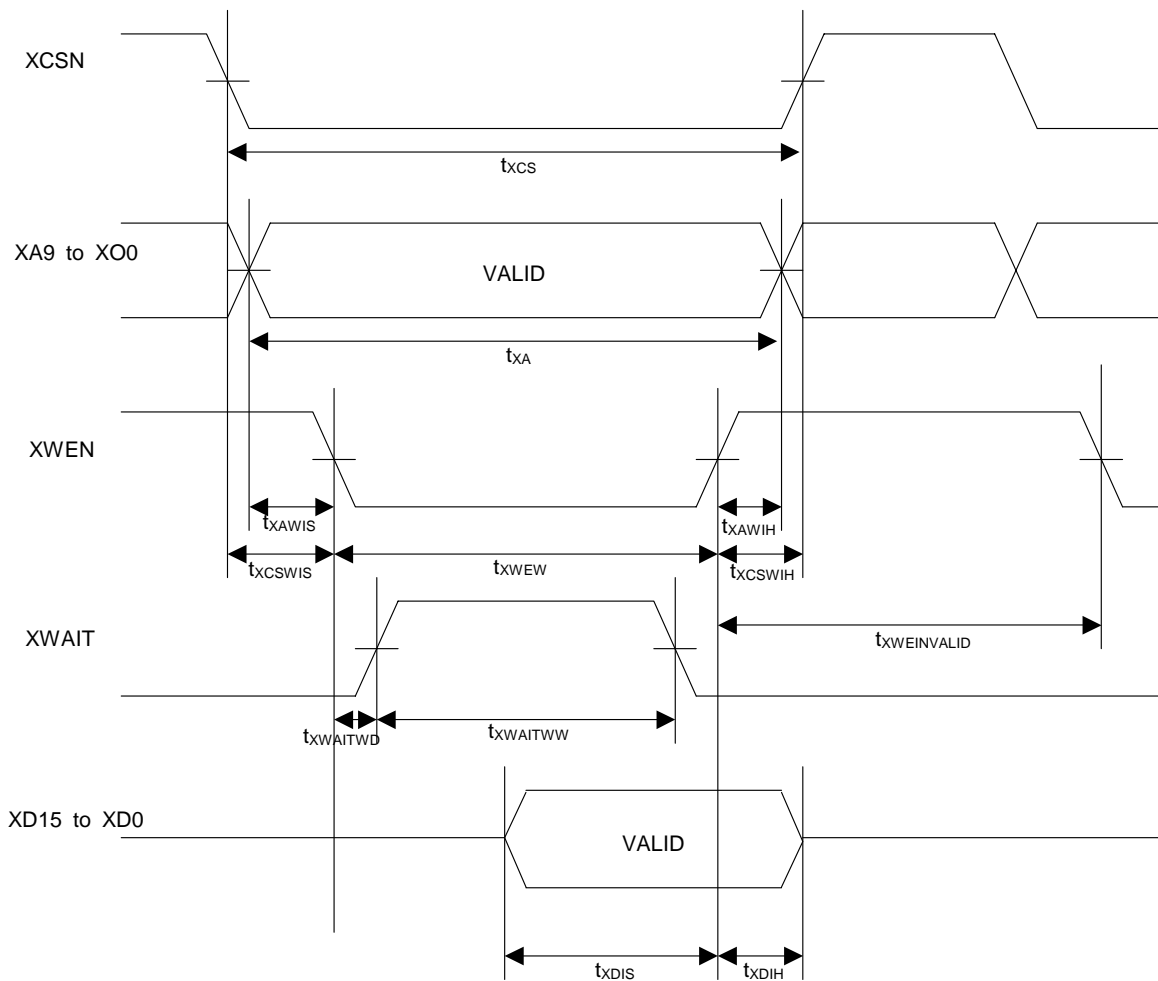 XCSN
tXCS
XA9 to XO0
VALID
tXA
XWEN
tXAWIS
tXAWIH
tXCSWIS
tXWEW
tXCSWIH
XWAIT
tXWEINVALID
tXWAITWD
tXWAITWW
XD15 to XD0
VALID
tXDIS
tXDIH